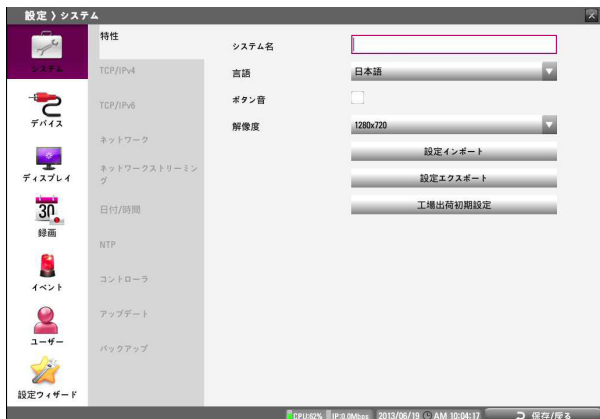 設定 〉システム
システム
デバイス
ディスプレイ
30
録画
イベント
ユーザー
設定ウィザード
特性
TCP/IPv4
TCP/IPv6
ネットワーク
ネットワークストリーミン
グ
日付/時間
NTP
コントローラ
アップデート
バックアップ
システム名
言語
日本語
ボタン音
解像度
1280x720
設定インポート
設定エクスポート
工場出荷初期設定
CPU:62% IP:0.0Mbps 2013/06/19 AM 10:04:17 保存/戻る